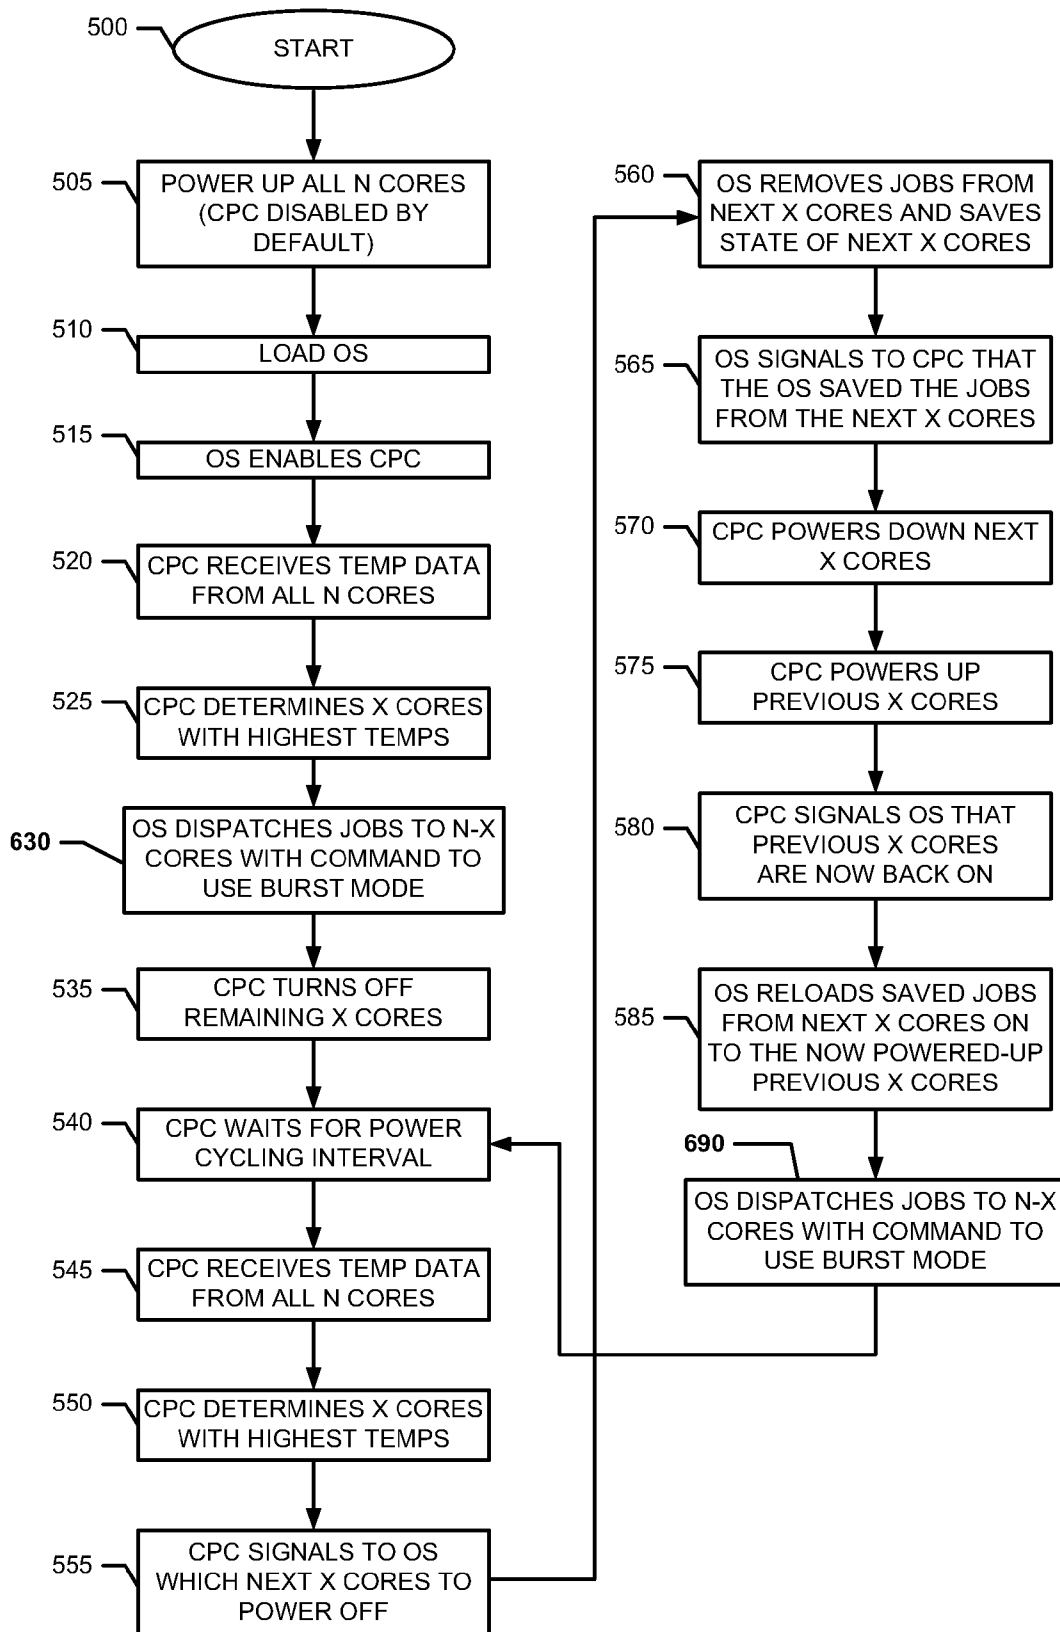 500
START
505
POWER UP ALL N CORES
(CPC DISABLED BY
DEFAULT)
510
LOAD OS
515
OS ENABLES CPC
520
CPC RECEIVES TEMP DATA
FROM ALL N CORES
525
CPC DETERMINES X CORES
WITH HIGHEST TEMPS
630
OS DISPATCHES JOBS TO N-X
CORES WITH COMMAND TO
USE BURST MODE
535
CPC TURNS OFF
REMAINING X CORES
540
CPC WAITS FOR POWER
CYCLING INTERVAL
545
CPC RECEIVES TEMP DATA
FROM ALL N CORES
550
CPC DETERMINES X CORES
WITH HIGHEST TEMPS
555
CPC SIGNALS TO OS
WHICH NEXT X CORES TO
POWER OFF
560
OS REMOVES JOBS FROM
NEXT X CORES AND SAVES
STATE OF NEXT X CORES
565
OS SIGNALS TO CPC THAT
THE OS SAVED THE JOBS
FROM THE NEXT X CORES
570
CPC POWERS DOWN NEXT
X CORES
575
CPC POWERS UP
PREVIOUS X CORES
580
CPC SIGNALS OS THAT
PREVIOUS X CORES
ARE NOW BACK ON
585
OS RELOADS SAVED JOBS
FROM NEXT X CORES ON
TO THE NOW POWERED-UP
PREVIOUS X CORES
690
OS DISPATCHES JOBS TO N-X
CORES WITH COMMAND TO
USE BURST MODE